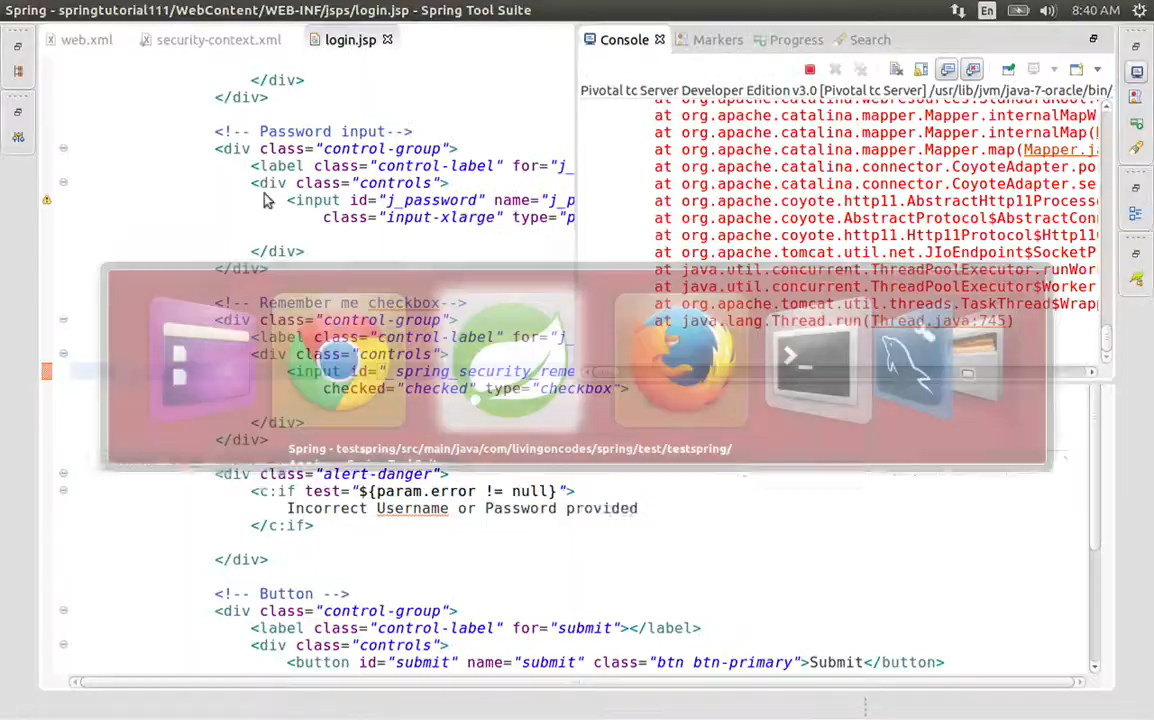 Spring - springtutorial111/WebContent/WEB-INF/jsps/login.jsp - Spring Tool Suite
En
8:40 AM
web.xml
security-context.xml
login.jsp
Console
Markers
Progress
Search
Pivotal tc Server Developer Edition v3.0 [Pivotal tc Server] /usr/lib/jvm/java-7-oracle/bin/
at org.apache.catalina.webresources.StandardRoot.
at org.apache.catalina.mapper.Mapper.internalMapW
at org.apache.catalina.mapper.Mapper.internalMap(
at org.apache.catalina.mapper.Mapper.map(Mapper.j
at org.apache.catalina.connector.CoyoteAdapter.po
at org.apache.catalina.connector.CoyoteAdapter.se
at org.apache.coyote.http11.AbstractHttp11Process
at org.apache.coyote.AbstractProtocol$AbstractCon
at org.apache.coyote.http11.Http11Protocol$Http11
at org.apache.tomcat.util.net.JIoEndpoint$SocketP
at java.util.concurrent.ThreadPoolExecutor.runWor
at java.util.concurrent.ThreadPoolExecutor$Worker
at org.apache.tomcat.util.threads.TaskThread$Wrap
at java.lang.Thread.run(Thread.java:745)
</div>
</div>
<!-- Password input-->
<div class="control-group">
<label class="control-label" for="j_
<div class="controls">
<input id="j_password" name="j_p
class="input-xlarge" type="p
</div>
</div>
<!-- Remember me checkbox-->
<div class="control-group">
<label class="control-label" for="j_
<div class="controls">
<input id="_spring_security_reme
checked="checked" type="checkbox">
</div>
</div>
Spring - testspring/src/main/java/com/livingoncodes/spring/test/testspring/
<div class="alert-danger">
<c:if test="${param.error != null}">
Incorrect Username or Password provided
</c:if>
</div>
<!-- Button -->
<div class="control-group">
<label class="control-label" for="submit"></label>
<div class="controls">
<button id="submit" name="submit" class="btn btn-primary">Submit</button>